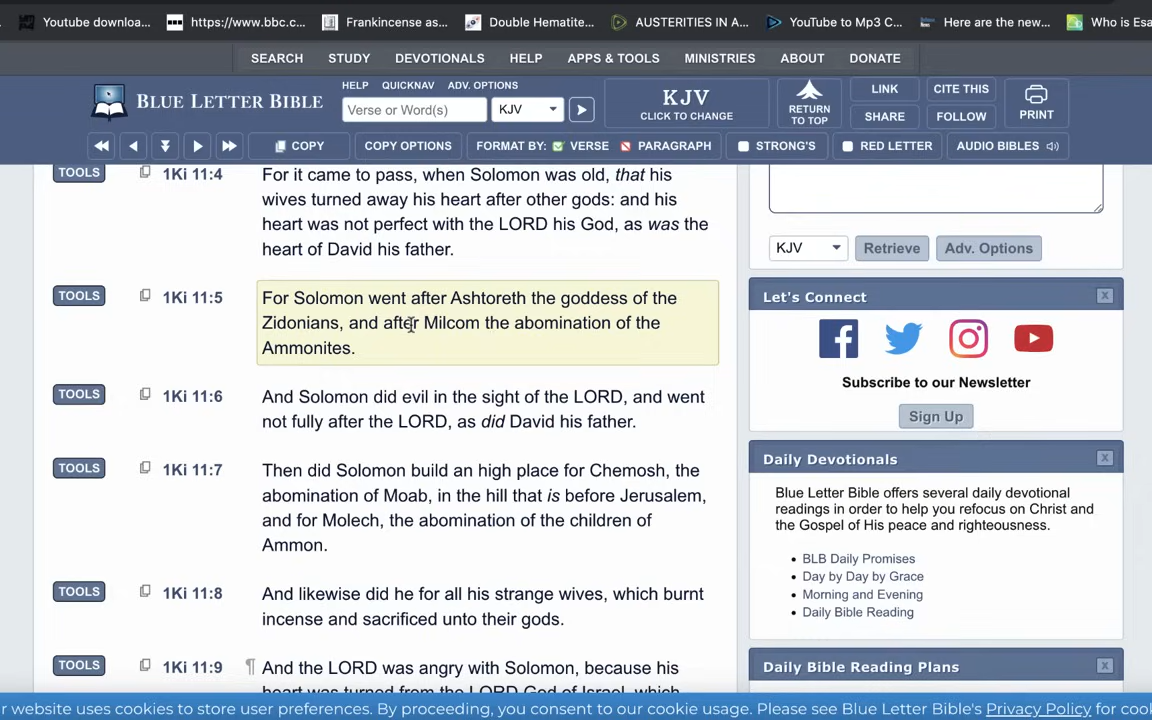 Youtube downloa...
https://www.bbc.c...
Frankincense as...
Double Hematite...
AUSTERITIES IN A...
YouTube to Mp3 C...
Here are the new...
Who is Esa
SEARCH STUDY DEVOTIONALS HELP APPS & TOOLS MINISTRIES ABOUT DONATE
BLUE LETTER BIBLE
HELP QUICKNAV ADV. OPTIONS
Verse or Word(s) KJV
KJV
CLICK TO CHANGE
RETURN
TO TOP
LINK
SHARE
CITE THIS
FOLLOW
PRINT
COPY COPY OPTIONS FORMAT BY: VERSE PARAGRAPH STRONG'S RED LETTER AUDIO BIBLES
TOOLS 1Ki 11:4 For it came to pass, when Solomon was old, that his
wives turned away his heart after other gods: and his
heart was not perfect with the LORD his God, as was the
heart of David his father.
TOOLS 1Ki 11:5 For Solomon went after Ashtoreth the goddess of the
Zidonians, and after Milcom the abomination of the
Ammonites.
TOOLS 1Ki 11:6 And Solomon did evil in the sight of the LORD, and went
not fully after the LORD, as did David his father.
TOOLS 1Ki 11:7 Then did Solomon build an high place for Chemosh, the
abomination of Moab, in the hill that is before Jerusalem,
and for Molech, the abomination of the children of
Ammon.
TOOLS 1Ki 11:8 And likewise did he for all his strange wives, which burnt
incense and sacrificed unto their gods.
TOOLS 1Ki 11:9 ¶ And the LORD was angry with Solomon, because his
heart was turned from the LORD God of Israel, which
KJV Retrieve Adv. Options
Let's Connect
Subscribe to our Newsletter
Sign Up
Daily Devotionals
Blue Letter Bible offers several daily devotional
readings in order to help you refocus on Christ and
the Gospel of His peace and righteousness.
• BLB Daily Promises
• Day by Day by Grace
• Morning and Evening
• Daily Bible Reading
Daily Bible Reading Plans
r website uses cookies to store user preferences. By proceeding, you consent to our cookie usage. Please see Blue Letter Bible's Privacy Policy for cook